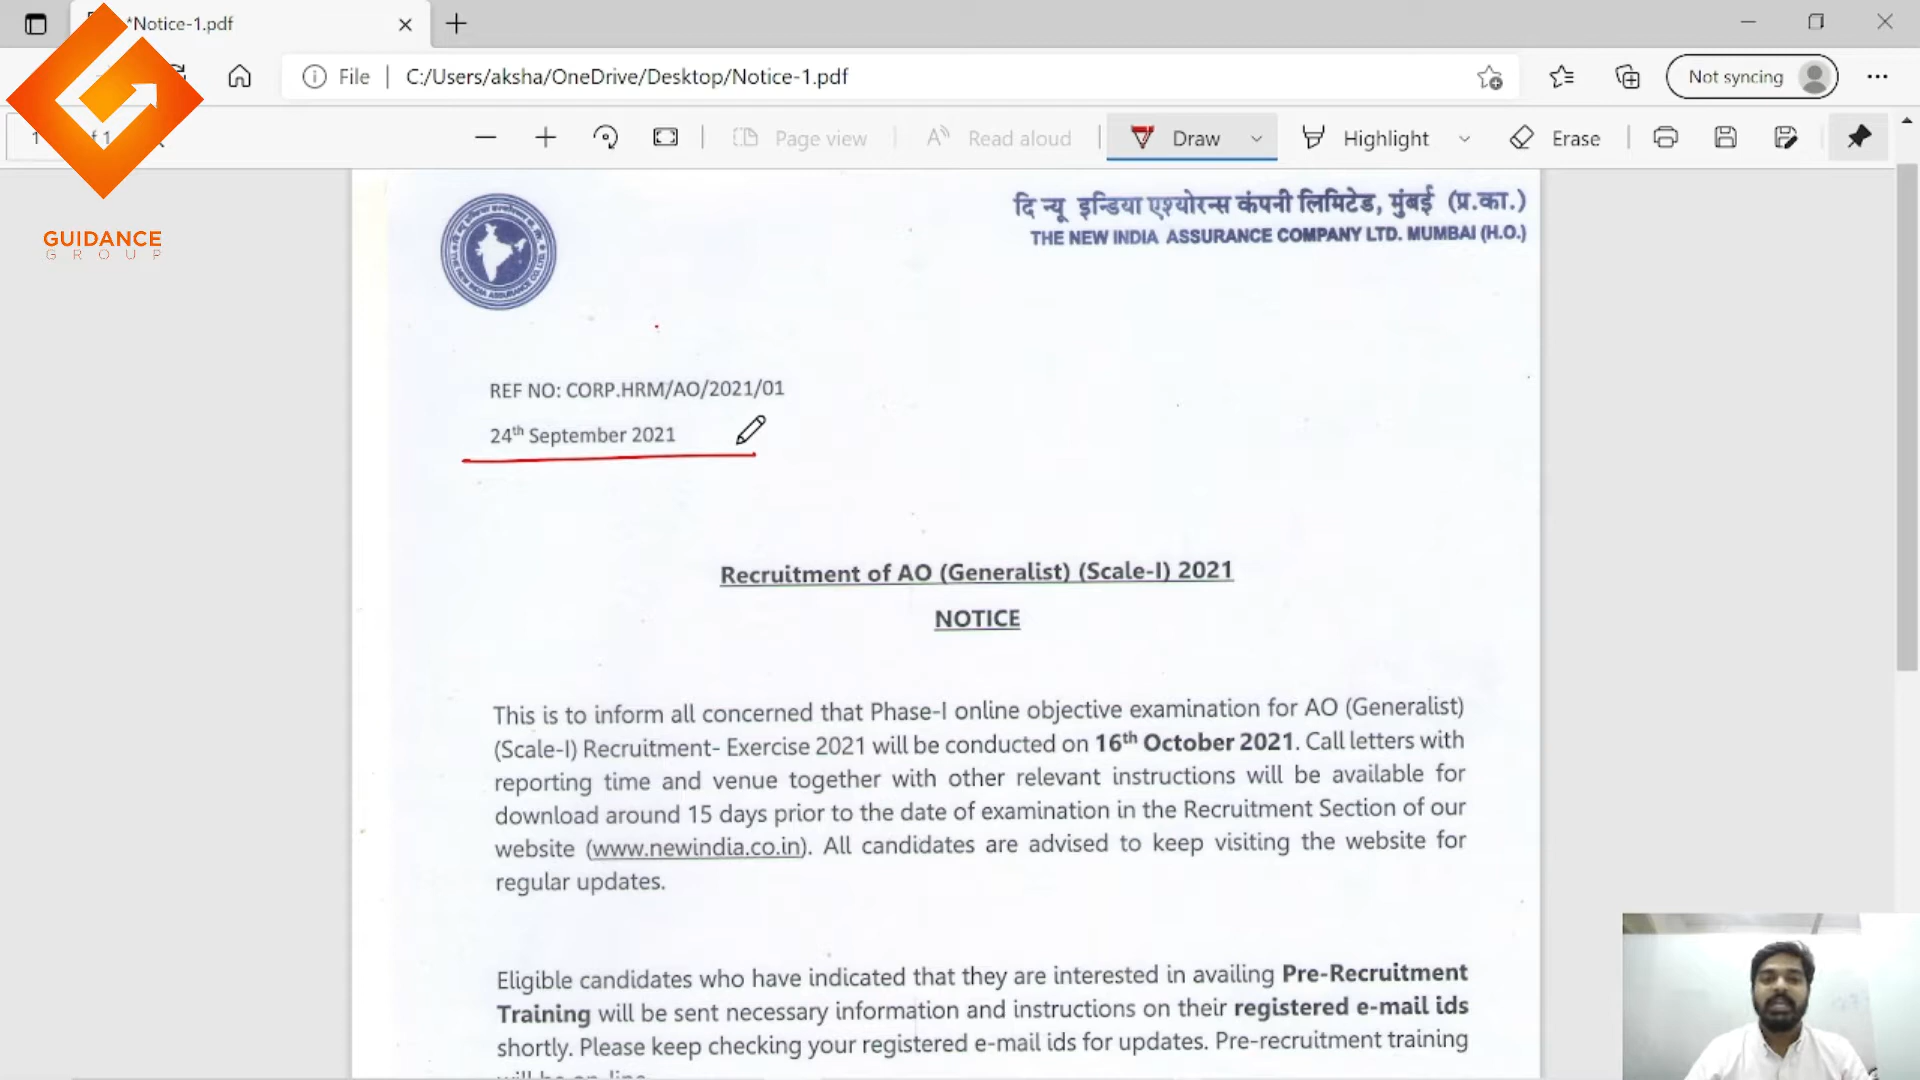 *Notice-1.pdf
File
C:/Users/aksha/OneDrive/Desktop/Notice-1.pdf
Not syncing
1
of 1
Page view
Read aloud
Draw
Highlight
Erase
GUIDANCE
GROUP
दि न्यू इन्डिया एश्योरन्स कंपनी लिमिटेड, मुंबई (प्र.का.)
THE NEW INDIA ASSURANCE COMPANY LTD. MUMBAI (H.O.)
REF NO: CORP.HRM/AO/2021/01
24th September 2021
Recruitment of AO (Generalist) (Scale-I) 2021
NOTICE
This is to inform all concerned that Phase-I online objective examination for AO (Generalist)
(Scale-I) Recruitment- Exercise 2021 will be conducted on 16th October 2021. Call letters with
reporting time and venue together with other relevant instructions will be available for
download around 15 days prior to the date of examination in the Recruitment Section of our
website (www.newindia.co.in). All candidates are advised to keep visiting the website for
regular updates.
Eligible candidates who have indicated that they are interested in availing Pre-Recruitment
Training will be sent necessary information and instructions on their registered e-mail ids
shortly. Please keep checking your registered e-mail ids for updates. Pre-recruitment training